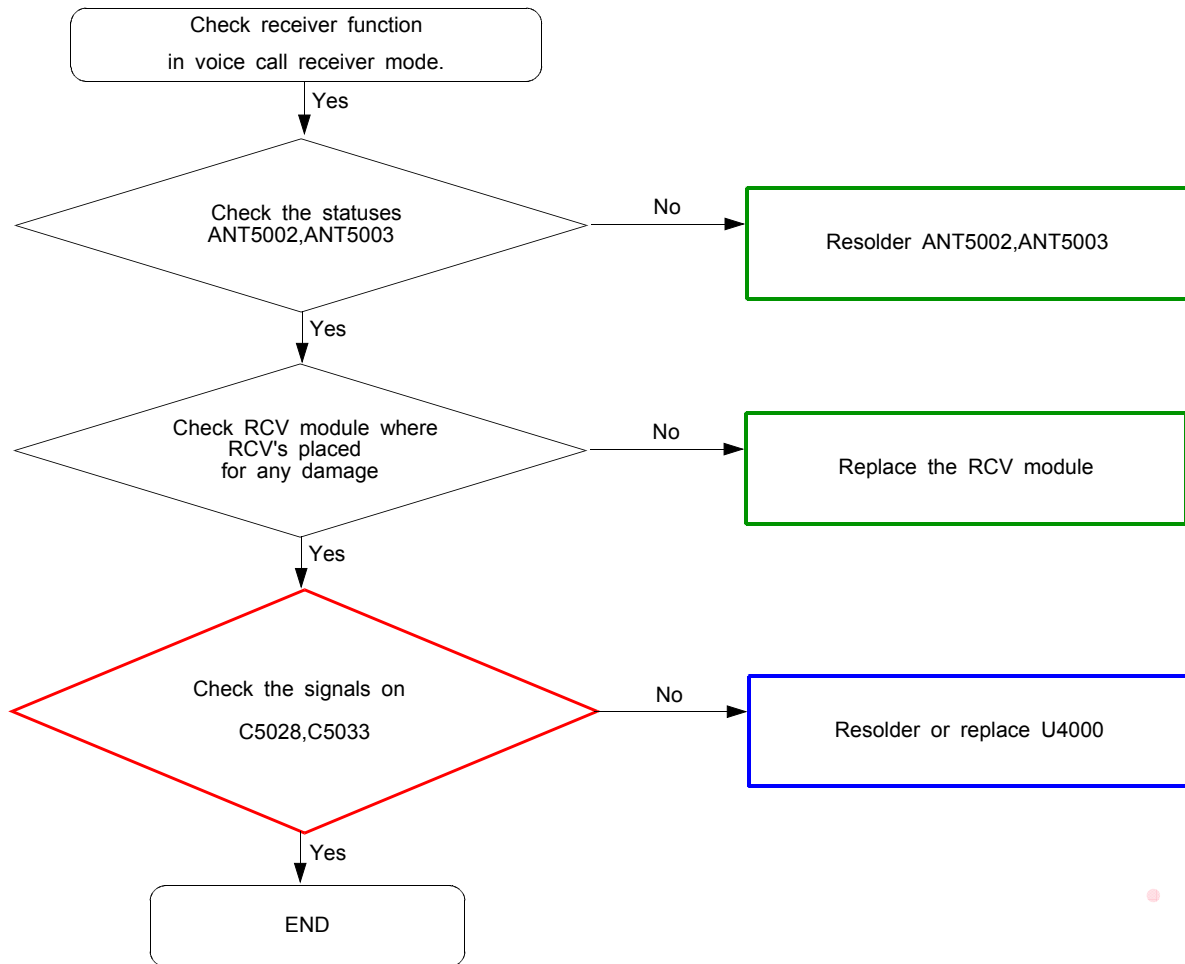 Check receiver function
in voice call receiver mode.
Yes
Check the statuses
ANT5002,ANT5003
No
Resolder ANT5002,ANT5003
Yes
Check RCV module where
RCV's placed
for any damage
No
Replace the RCV module
Yes
Check the signals on
C5028,C5033
No
Resolder or replace U4000
Yes
END